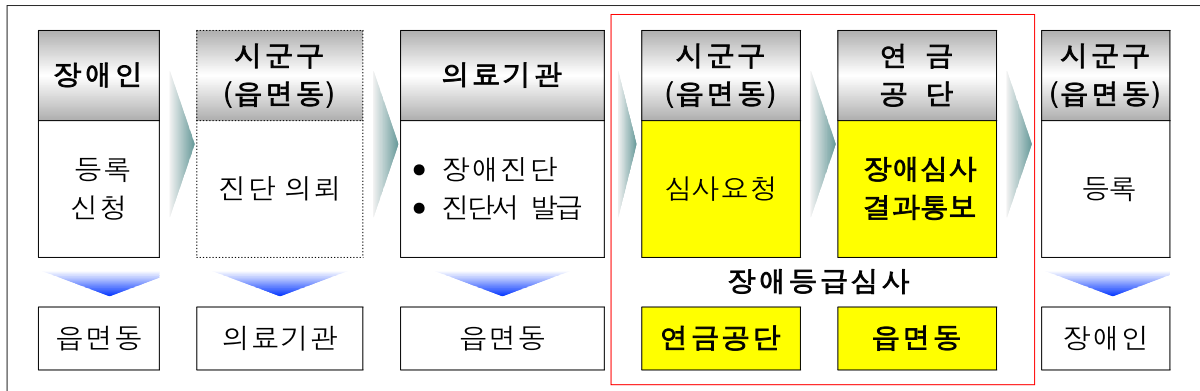 장애인
등록
신청
읍면동
시군구
(읍면동)
진단 의뢰
의료기관
의료기관
• 장애진단
• 진단서 발급
읍면동
시군구
(읍면동)
심사요청
연금공단
연 금
공 단
장애심사
결과통보
읍면동
장애등급심사
시군구
(읍면동)
등록
장애인